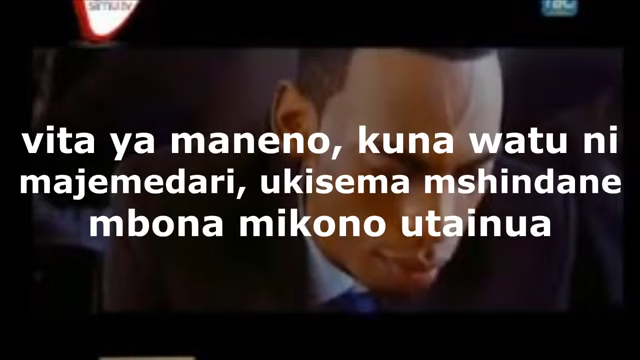 vita ya maneno, kuna watu ni
majemedari, ukisema mshindane
mbona mikono utainua